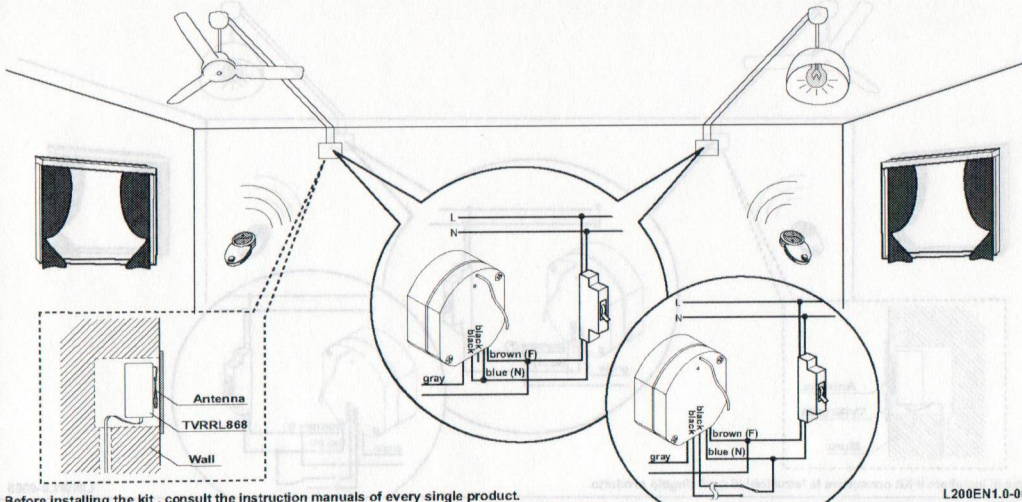 L
N
black
black
brown (F)
blue (N)
gray
L
N
black
black
brown (F)
blue (N)
gray
Antenna
TVRRL868
Wall
Before installing the kit , consult the instruction manuals of every single product.
L200EN1.0-0